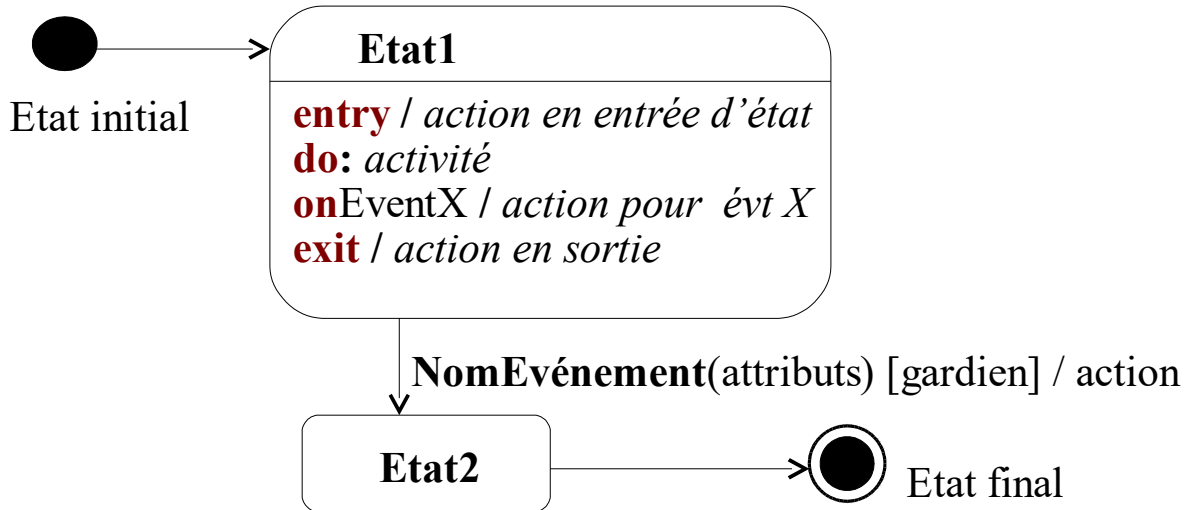 Etat1
Etat initial
entry / action en entrée d’état
do: activité
onEventX / action pour évt X
exit / action en sortie
NomEvénement(attributs) [gardien] / action
Etat2
Etat final